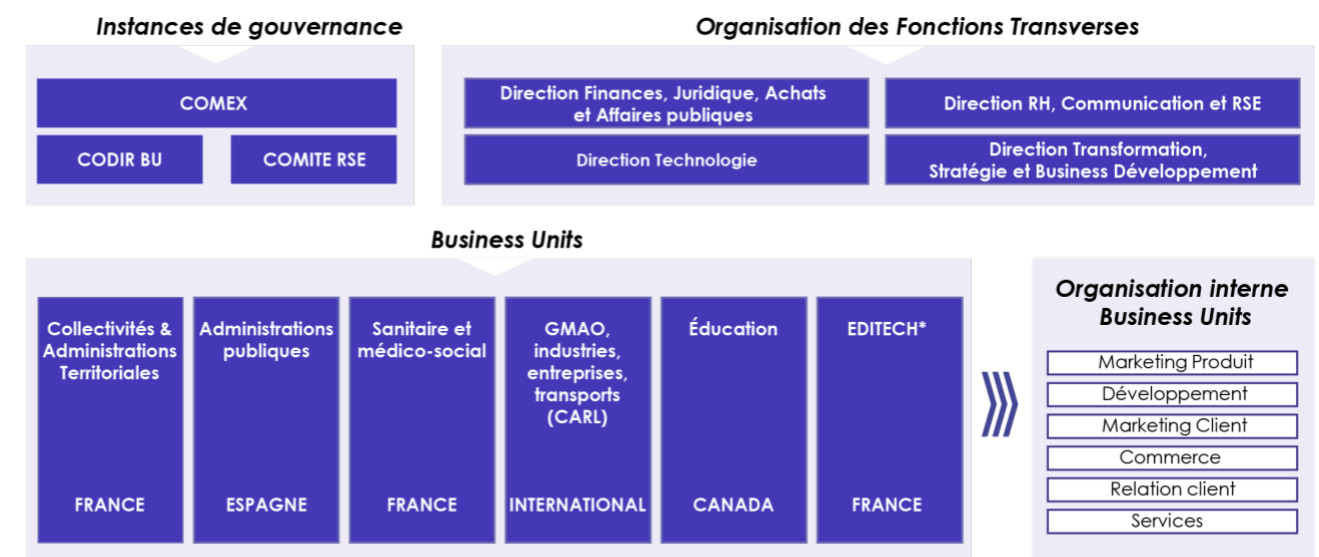 Instances de gouvernance
COMEX
CODIR BU
COMITE RSE
Organisation des Fonctions Transverses
Direction Finances, Juridique, Achats
et Affaires publiques
Direction RH, Communication et RSE
Direction Technologie
Direction Transformation,
Stratégie et Business Développement
Business Units
Collectivités &
Administrations
Territoriales
FRANCE
Administrations
publiques
ESPAGNE
Sanitaire et
médico-social
FRANCE
GMAO,
industries,
entreprises,
transports
(CARL)
INTERNATIONAL
Éducation
CANADA
EDITECH*
FRANCE
Organisation interne
Business Units
Marketing Produit
Développement
Marketing Client
Commerce
Relation client
Services